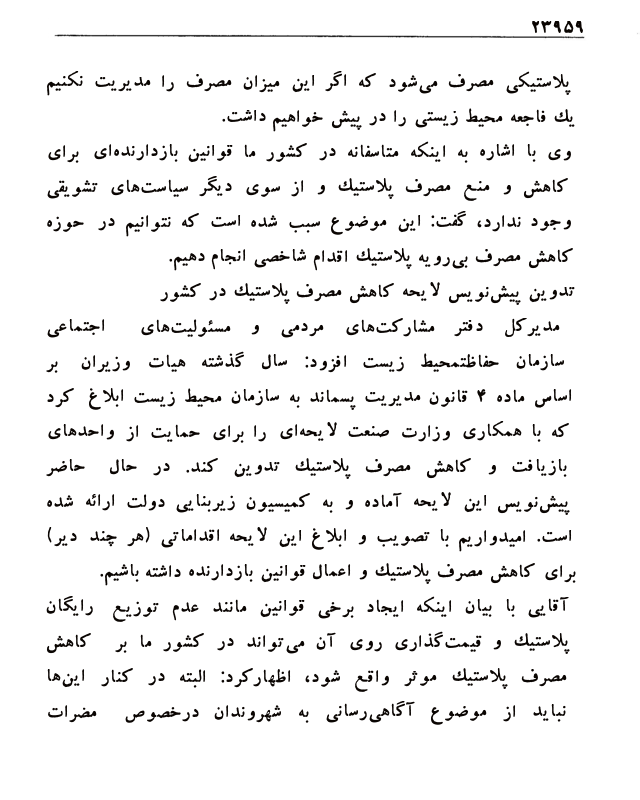 ۲۳۹۵۹
پلاستیکی مصرف می‌شود که اگر این میزان مصرف را مدیریت نکنیم
یك فاجعه محیط زیستی را در پیش خواهیم داشت.
وی با اشاره به اینکه متاسفانه در کشور ما قوانین بازدارنده‌ای برای
کاهش و منع مصرف پلاستیك و از سوی دیگر سیاست‌های تشویقی
وجود ندارد، گفت: این موضوع سبب شده است که نتوانیم در حوزه
کاهش مصرف بی‌رویه پلاستیك اقدام شاخصی انجام دهیم.
تدوین پیش‌نویس لایحه کاهش مصرف پلاستیك در کشور
مدیرکل دفتر مشارکت‌های مردمی و مسئولیت‌های اجتماعی
سازمان حفاظتمحیط زیست افزود: سال گذشته هیات وزیران بر
اساس ماده ۴ قانون مدیریت پسماند به سازمان محیط زیست ابلاغ کرد
که با همکاری وزارت صنعت لایحه‌ای را برای حمایت از واحدهای
بازیافت و کاهش مصرف پلاستیك تدوین کند. در حال حاضر
پیش‌نویس این لایحه آماده و به کمیسیون زیربنایی دولت ارائه شده
است. امیدواریم با تصویب و ابلاغ این لایحه اقداماتی (هر چند دیر)
برای کاهش مصرف پلاستیك و اعمال قوانین بازدارنده داشته باشیم.
آقایی با بیان اینکه ایجاد برخی قوانین مانند عدم توزیع رایگان
پلاستیك و قیمت‌گذاری روی آن می‌تواند در کشور ما بر کاهش
مصرف پلاستیك موثر واقع شود، اظهارکرد: البته در کنار این‌ها
نباید از موضوع آگاهی‌رسانی به شهروندان درخصوص مضرات